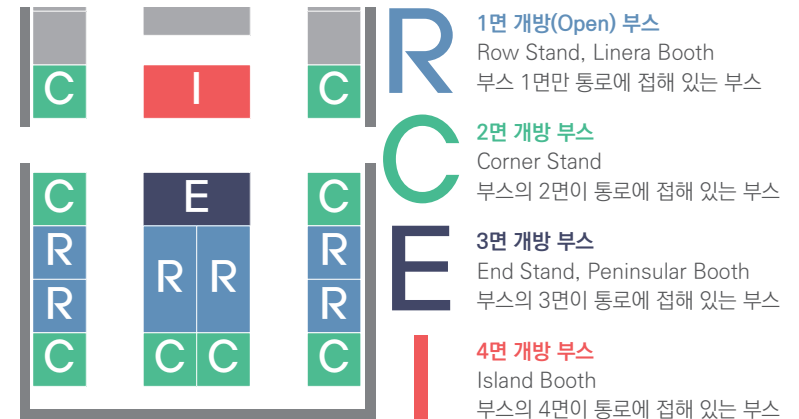 C I C
C E C
R R R R
R R
C C C C
R
1면 개방(Open) 부스
Row Stand, Linera Booth
부스 1면만 통로에 접해 있는 부스
C
2면 개방 부스
Corner Stand
부스의 2면이 통로에 접해 있는 부스
E
3면 개방 부스
End Stand, Peninsular Booth
부스의 3면이 통로에 접해 있는 부스
I
4면 개방 부스
Island Booth
부스의 4면이 통로에 접해 있는 부스